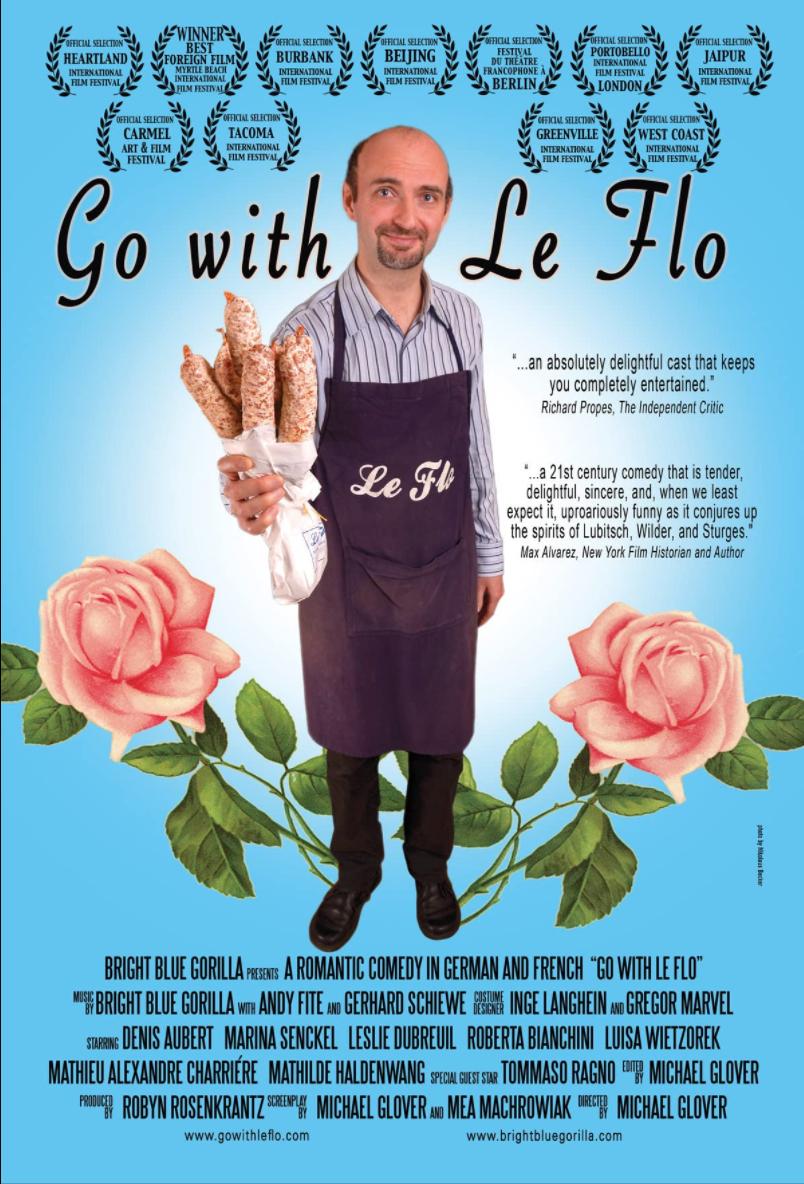 OFFICIAL SELECTION
HEARTLAND
INTERNATIONAL
FILM FESTIVAL
WINNER
BEST
FOREIGN FILM
MYRTLE BEACH
INTERNATIONAL
FILM FESTIVAL
OFFICIAL SELECTION
BURBANK
INTERNATIONAL
FILM FESTIVAL
OFFICIAL SELECTION
BEIJING
INTERNATIONAL
FILM FESTIVAL
OFFICIAL SELECTION
FESTIVAL
DU THÉÂTRE
FRANCOPHONE À
BERLIN
OFFICIAL SELECTION
PORTOBELLO
INTERNATIONAL
FILM FESTIVAL
LONDON
OFFICIAL SELECTION
JAIPUR
INTERNATIONAL
FILM FESTIVAL
OFFICIAL SELECTION
CARMEL
ART & FILM
FESTIVAL
OFFICIAL SELECTION
TACOMA
INTERNATIONAL
FILM FESTIVAL
OFFICIAL SELECTION
GREENVILLE
INTERNATIONAL
FILM FESTIVAL
OFFICIAL SELECTION
WEST COAST
INTERNATIONAL
FILM FESTIVAL
Go with Le Flo
"...an absolutely delightful cast that keeps
you completely entertained."
Richard Propes, The Independent Critic
Le Flo
"...a 21st century comedy that is tender,
delightful, sincere, and, when we least
expect it, uproariously funny as it conjures up
the spirits of Lubitsch, Wilder, and Sturges."
Max Alvarez, New York Film Historian and Author
photo by Nikolaus Becker
BRIGHT BLUE GORILLA PRESENTS A ROMANTIC COMEDY IN GERMAN AND FRENCH "GO WITH LE FLO"
MUSIC BY BRIGHT BLUE GORILLA WITH ANDY FITE AND GERHARD SCHIEWE COSTUME DESIGNER INGE LANGHEIN AND GREGOR MARVEL
STARRING DENIS AUBERT MARINA SENCKEL LESLIE DUBREUIL ROBERTA BIANCHINI LUISA WIETZOREK
MATHIEU ALEXANDRE CHARRIÉRE MATHILDE HALDENWANG SPECIAL GUEST STAR TOMMASO RAGNO EDITED BY MICHAEL GLOVER
PRODUCED BY ROBYN ROSENKRANTZ SCREENPLAY BY MICHAEL GLOVER AND MEA MACHROWIAK DIRECTED BY MICHAEL GLOVER
www.gowithleflo.com www.brightbluegorilla.com